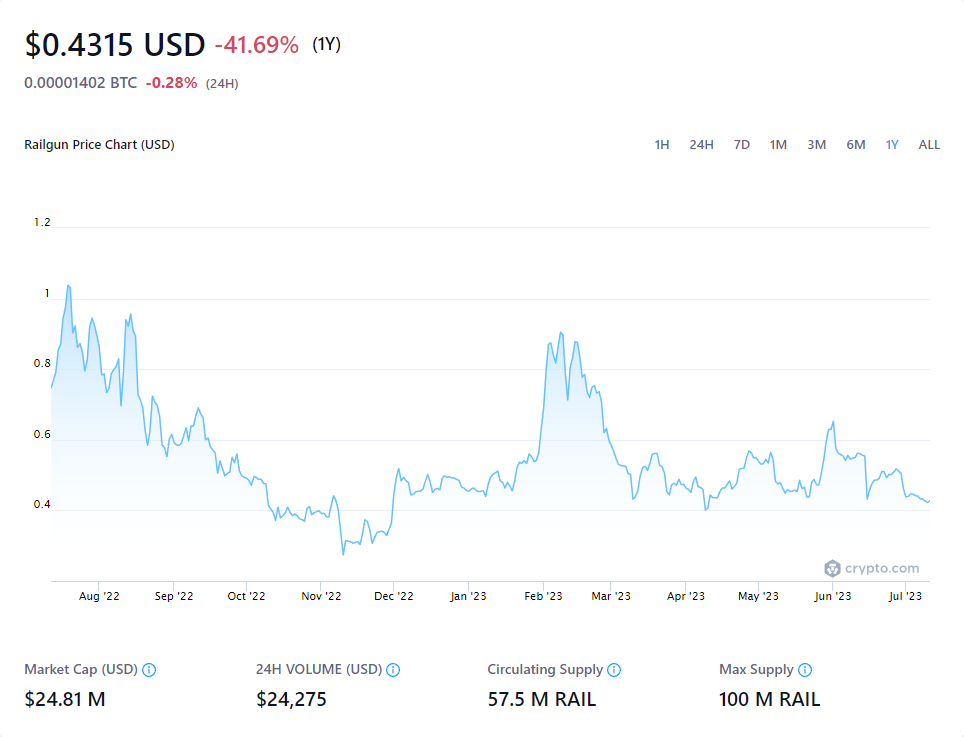 $0.4315 USD -41.69% (1Y)
0.00001402 BTC -0.28% (24H)
Railgun Price Chart (USD) 1H 24H 7D 1M 3M 6M 1Y ALL
1.2
1
0.8
0.6
0.4
crypto.com
Aug '22 Sep '22 Oct '22 Nov '22 Dec '22 Jan '23 Feb '23 Mar '23 Apr '23 May '23 Jun '23 Jul '23
Market Cap (USD) 24H VOLUME (USD) Circulating Supply Max Supply
$24.81 M $24,275 57.5 M RAIL 100 M RAIL